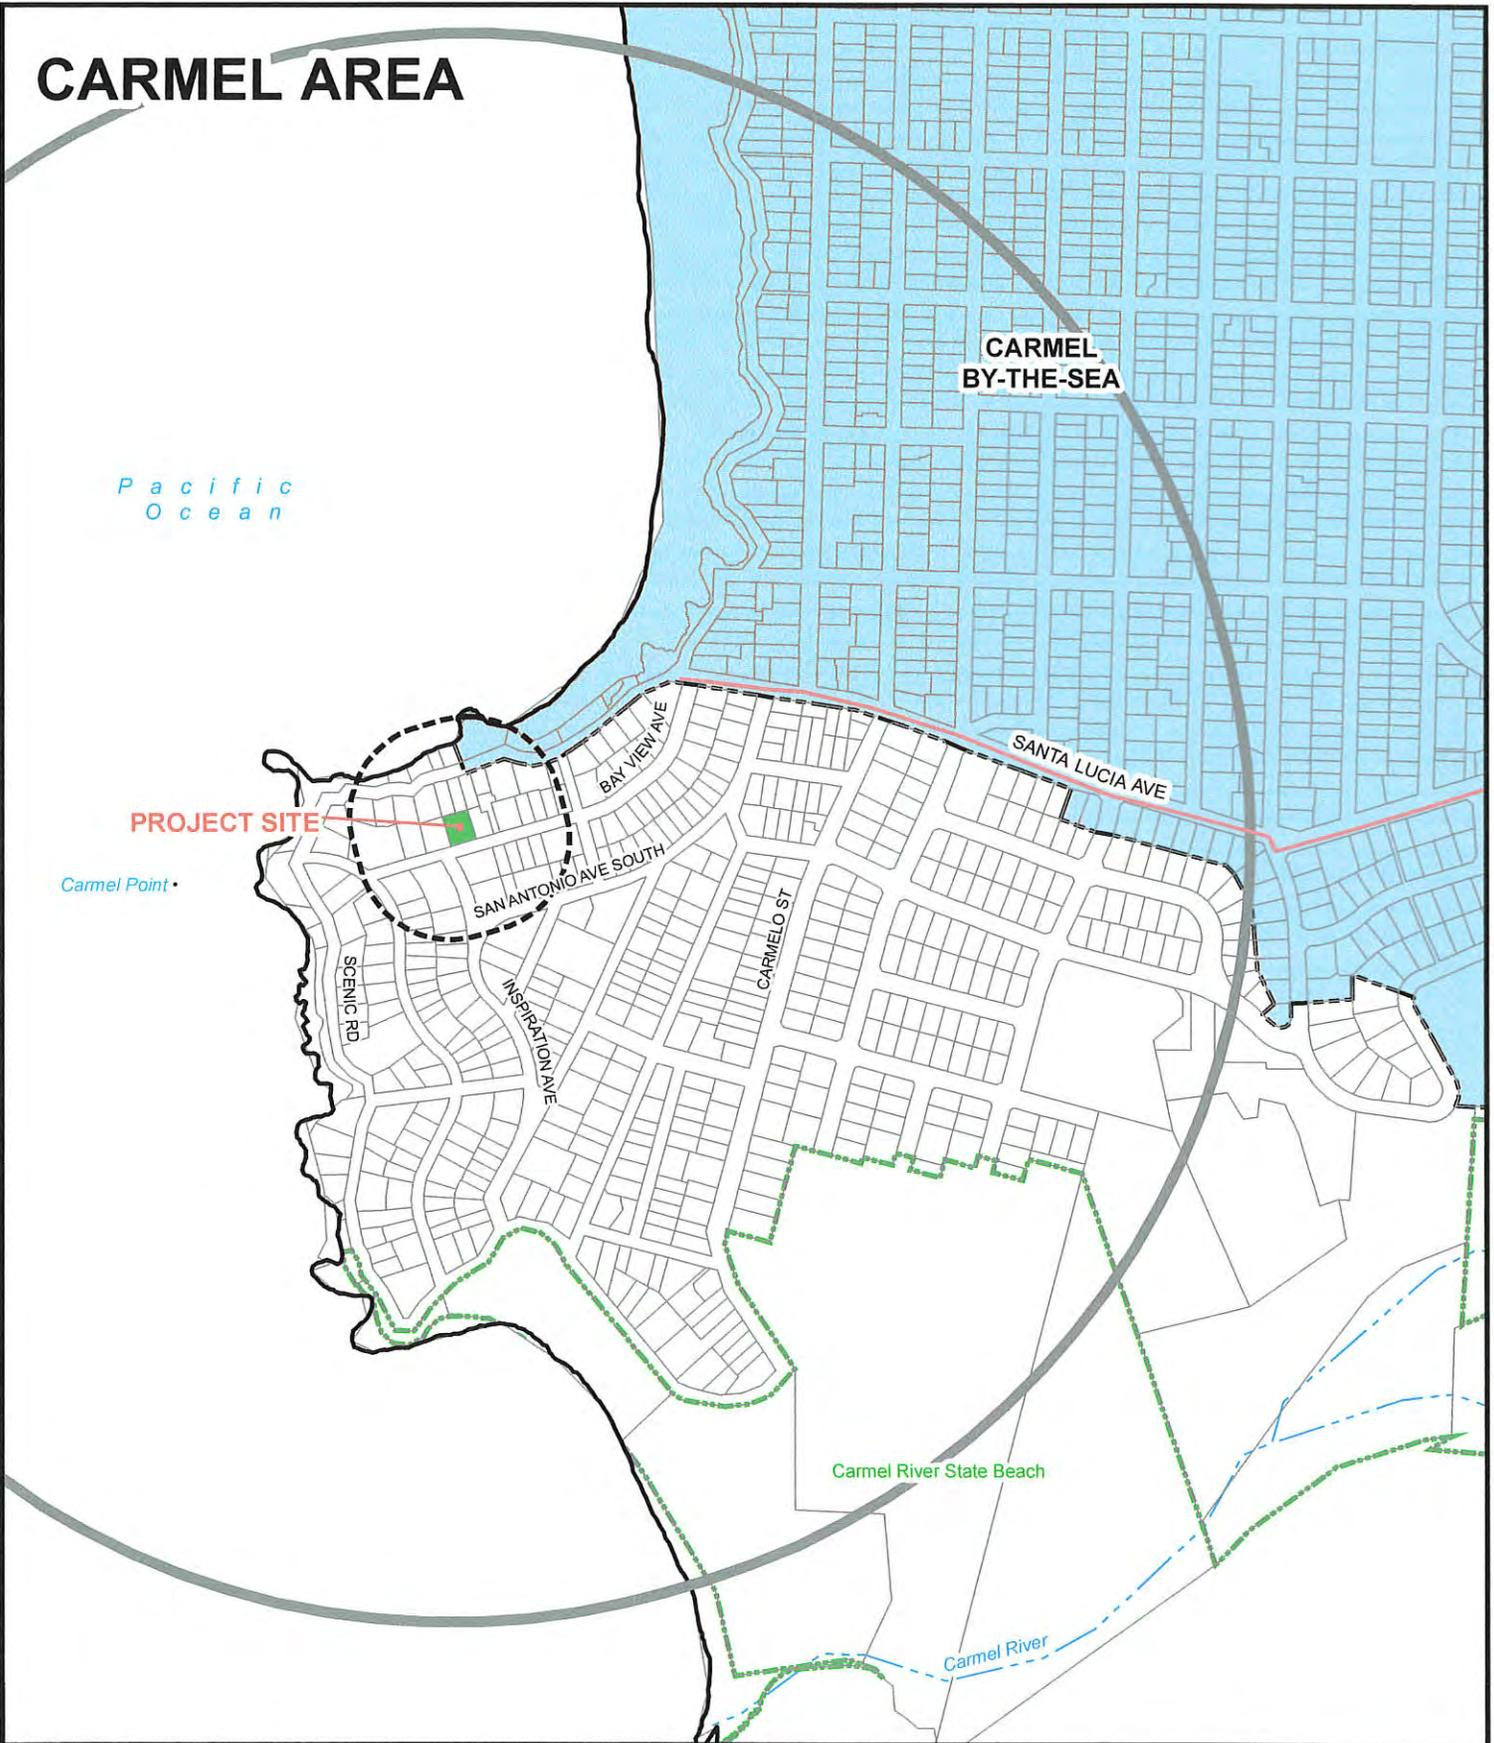 CARMEL AREA
CARMEL
BY-THE-SEA
Pacific
Ocean
BAY VIEW AVE
SANTA LUCIA AVE
PROJECT SITE
SAN ANTONIO AVE SOUTH
Carmel Point
CARMELO ST
SCENIC RD
INSPIRATION AVE
Carmel River State Beach
Carmel River